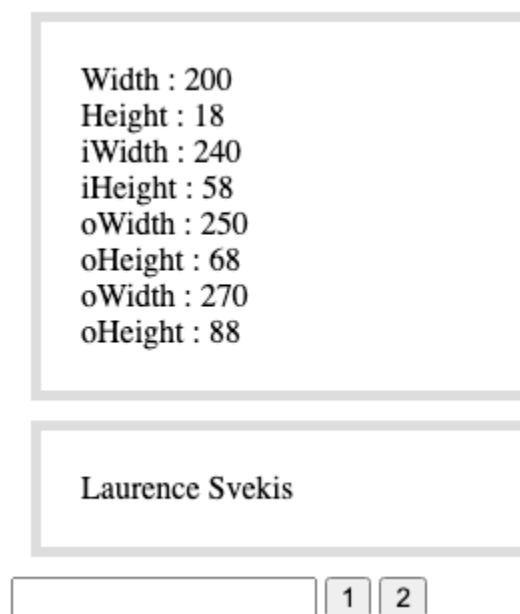 Width : 200
Height : 18
iWidth : 240
iHeight : 58
oWidth : 250
oHeight : 68
oWidth : 270
oHeight : 88
Laurence Svekis
1 2